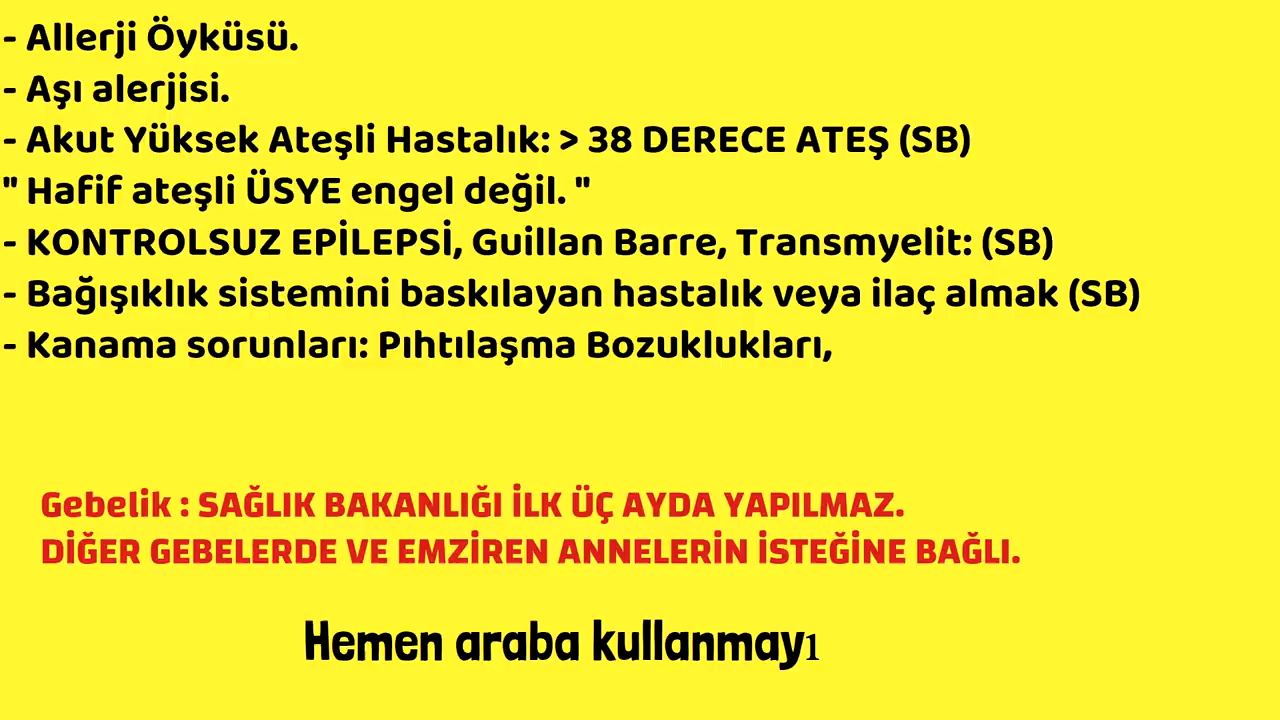 - Allerji Öyküsü.
- Aşı alerjisi.
- Akut Yüksek Ateşli Hastalık: > 38 DERECE ATEŞ (SB)
" Hafif ateşli ÜSYE engel değil. "
- KONTROLSUZ EPİLEPSİ, Guillan Barre, Transmyelit: (SB)
- Bağışıklık sistemini baskılayan hastalık veya ilaç almak (SB)
- Kanama sorunları: Pıhtılaşma Bozuklukları,
Gebelik : SAĞLIK BAKANLIĞI İLK ÜÇ AYDA YAPILMAZ.
DİĞER GEBELERDE VE EMZİREN ANNELERİN İSTEĞİNE BAĞLI.
Hemen araba kullanmayı